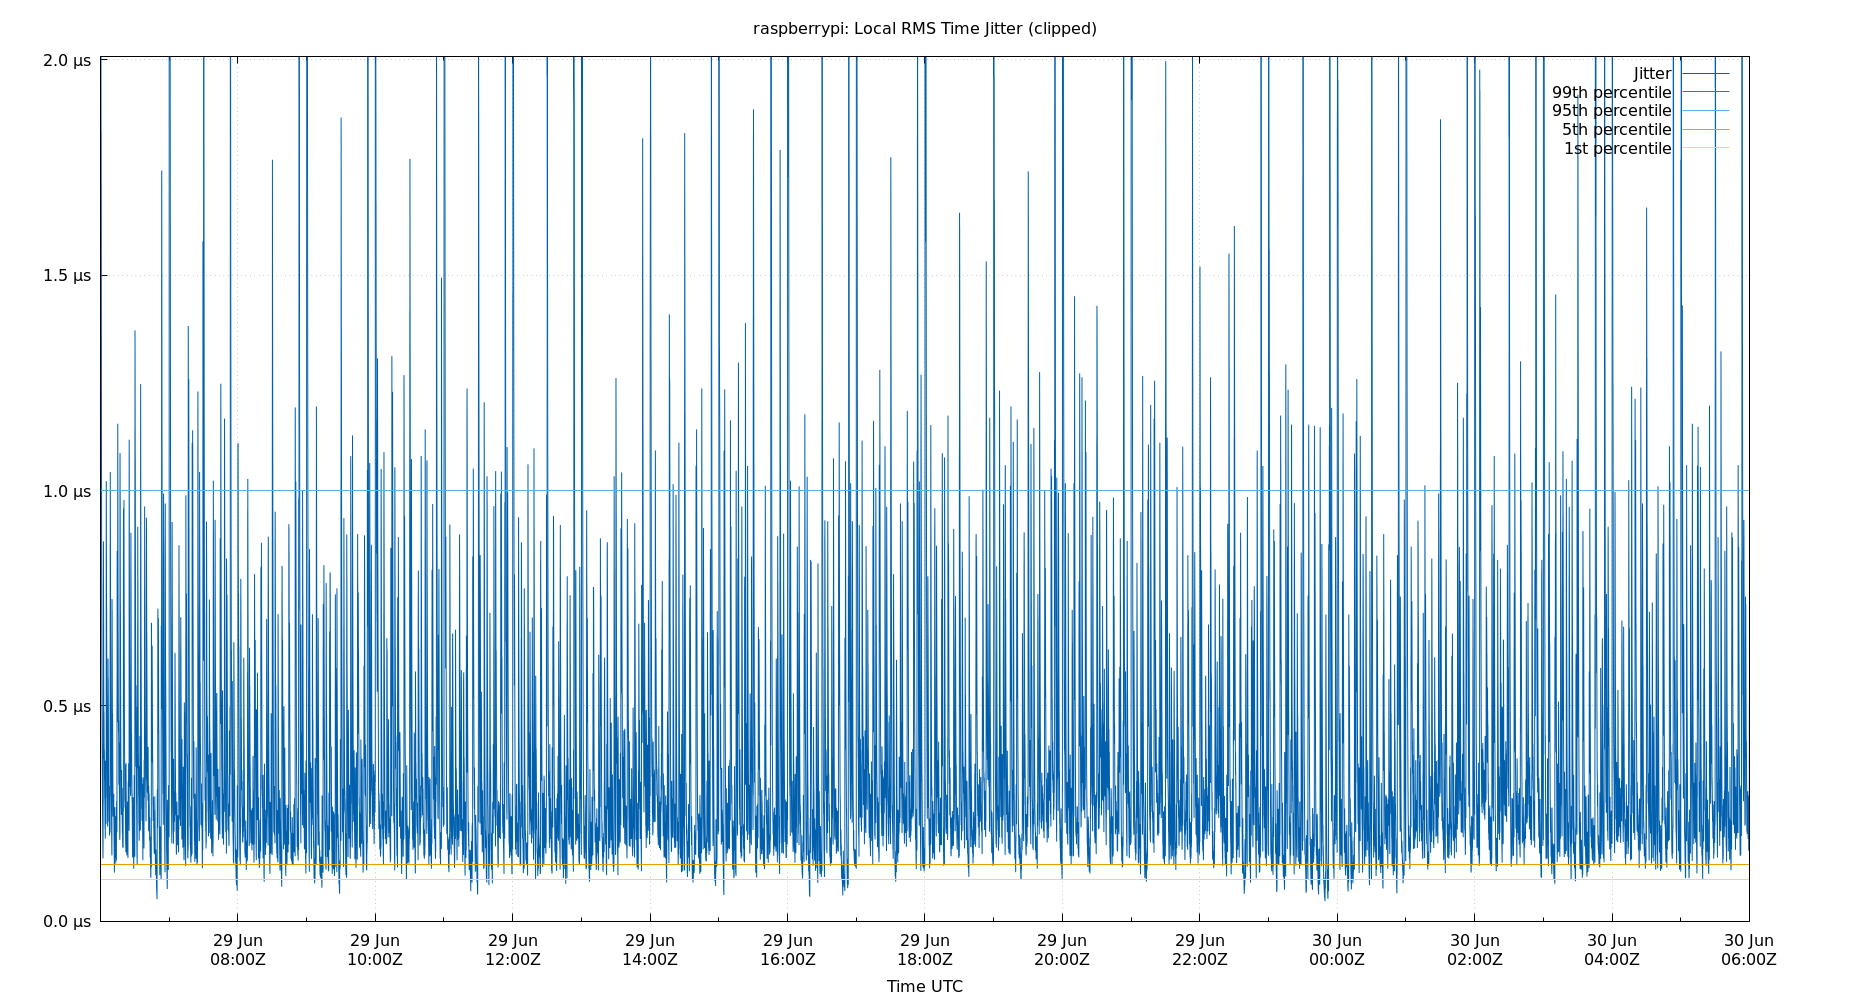 raspberrypi: Local RMS Time Jitter (clipped)
2.0 µs
1.5 µs
1.0 µs
0.5 µs
0.0 µs
Jitter
99th percentile
95th percentile
5th percentile
1st percentile
29 Jun 29 Jun 29 Jun 29 Jun 29 Jun 29 Jun 29 Jun 29 Jun 30 Jun 30 Jun 30 Jun 30 Jun
08:00Z 10:00Z 12:00Z 14:00Z 16:00Z 18:00Z 20:00Z 22:00Z 00:00Z 02:00Z 04:00Z 06:00Z
Time UTC